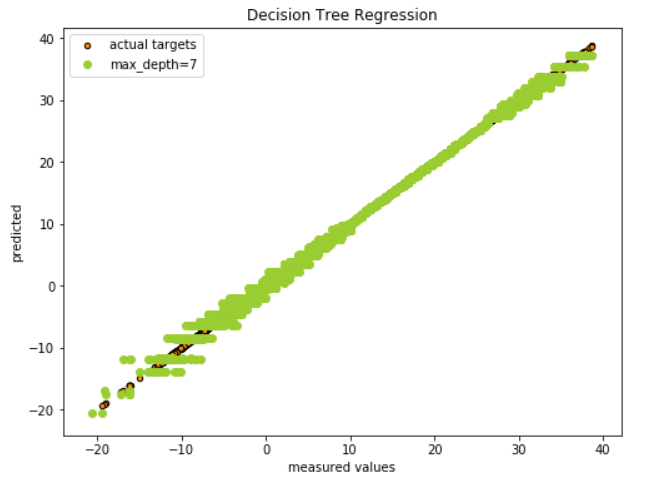 Decision Tree Regression
actual targets
max_depth=7
40
30
20
10
0
−10
−20
predicted
−20 −10 0 10 20 30 40
measured values